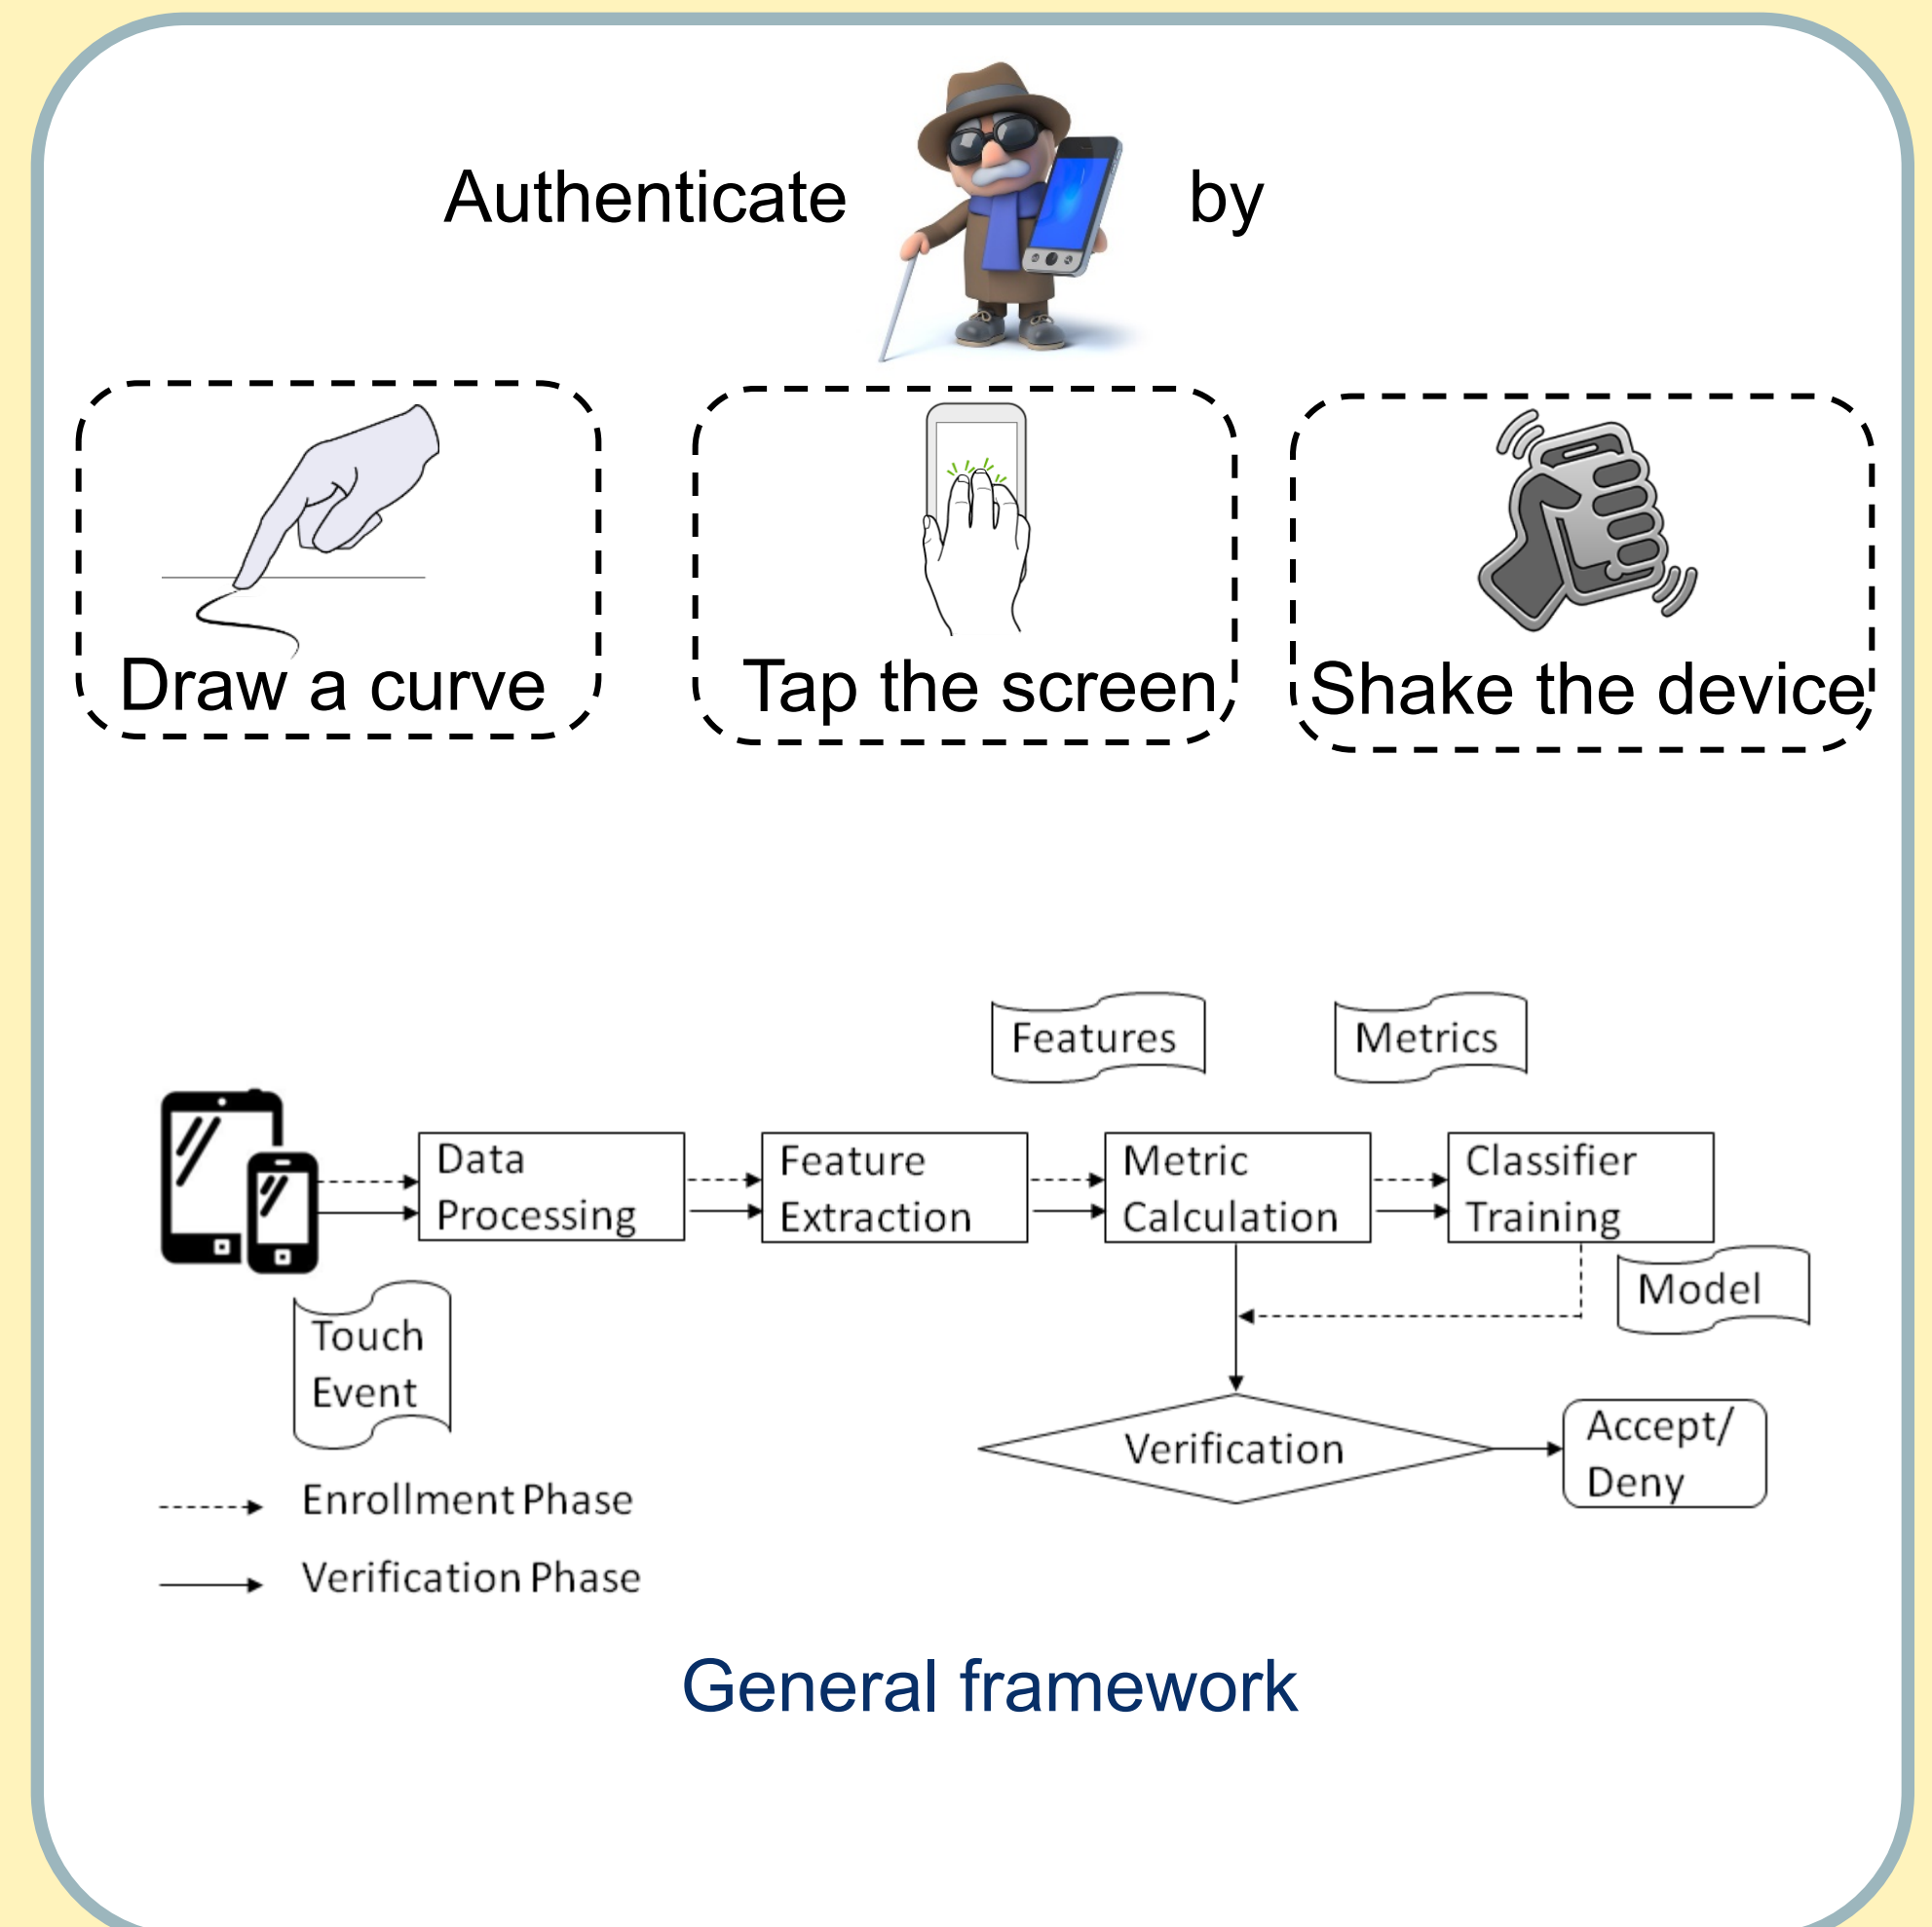 Authenticate by
Draw a curve
Tap the screen
Shake the device
Features
Metrics
Data
Processing
Feature
Extraction
Metric
Calculation
Classifier
Training
Model
Touch
Event
Verification
Accept/
Deny
Enrollment Phase
Verification Phase
General framework